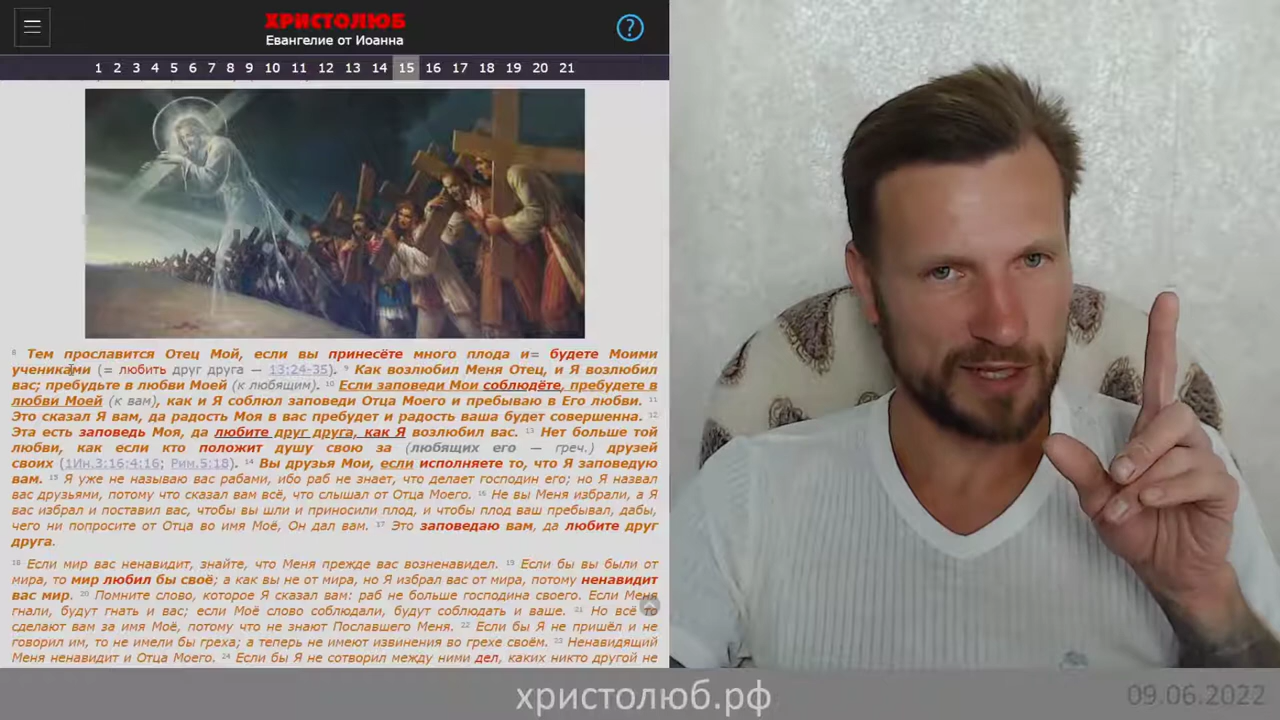 ХРИСТОЛЮБ
Евангелие от Иоанна
?
1 2 3 4 5 6 7 8 9 10 11 12 13 14 15 16 17 18 19 20 21
8 Тем прославится Отец Мой, если вы принесёте много плода и= будете Моими
учениками (= любить друг друга — 13:24-35). 9 Как возлюбил Меня Отец, и Я возлюбил
вас; пребудьте в любви Моей (к любящим). 10 Если заповеди Мои соблюдёте, пребудете в
любви Моей (к вам), как и Я соблюл заповеди Отца Моего и пребываю в Его любви. 11
Это сказал Я вам, да радость Моя в вас пребудет и радость ваша будет совершенна. 12
Эта есть заповедь Моя, да любите друг друга, как Я возлюбил вас. 13 Нет больше той
любви, как если кто положит душу свою за (любящих его — греч.) друзей
своих (1Ин.3:16;4:16; Рим.5:18). 14 Вы друзья Мои, если исполняете то, что Я заповедую
вам. 15 Я уже не называю вас рабами, ибо раб не знает, что делает господин его; но Я назвал
вас друзьями, потому что сказал вам всё, что слышал от Отца Моего. 16 Не вы Меня избрали, а Я
вас избрал и поставил вас, чтобы вы шли и приносили плод, и чтобы плод ваш пребывал, дабы,
чего ни попросите от Отца во имя Моё, Он дал вам. 17 Это заповедаю вам, да любите друг
друга.
18 Если мир вас ненавидит, знайте, что Меня прежде вас возненавидел. 19 Если бы вы были от
мира, то мир любил бы своё; а как вы не от мира, но Я избрал вас от мира, потому ненавидит
вас мир. 20 Помните слово, которое Я сказал вам: раб не больше господина своего. Если Меня
гнали, будут гнать и вас; если Моё слово соблюдали, будут соблюдать и ваше. 21 Но всё то
сделают вам за имя Моё, потому что не знают Пославшего Меня. 22 Если бы Я не пришёл и не
говорил им, то не имели бы греха; а теперь не имеют извинения во грехе своём. 23 Ненавидящий
Меня ненавидит и Отца Моего. 24 Если бы Я не сотворил между ними дел, каких никто другой не
христолюб.рф
09.06.2022